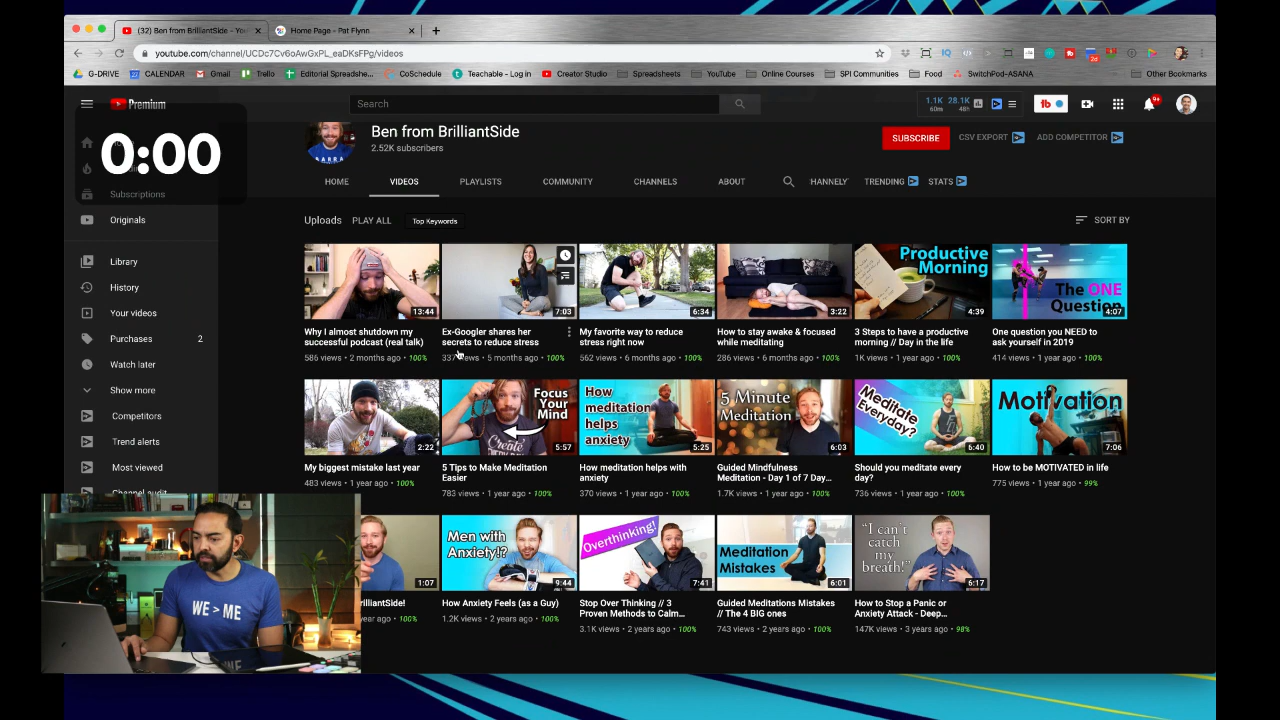 (32) Ben from BrilliantSide - Yo
Home Page - Pat Flynn
youtube.com/channel/UCDc7Cv6oAwGxPL_eaDKsFPg/videos
G-DRIVE
CALENDAR
Gmail
Trello
Editorial Spreadshe...
CoSchedule
Teachable - Log in
Creator Studio
Spreadsheets
YouTube
Online Courses
SPI Communities
Food
SwitchPod-ASANA
Other Bookmarks
Premium
Search
1.1K 28.1K
60m 48h
tb
9+
0:00
Subscriptions
Originals
Library
History
Your videos
Purchases 2
Watch later
Show more
Competitors
Trend alerts
Most viewed
Channel audit
Ben from BrilliantSide
2.52K subscribers
SUBSCRIBE
CSV EXPORT
ADD COMPETITOR
HOME
VIDEOS
PLAYLISTS
COMMUNITY
CHANNELS
ABOUT
HANNELY
TRENDING
STATS
Uploads
PLAY ALL
Top Keywords
SORT BY
13:44
7:03
6:34
3:22
Productive
Morning
4:39
The ONE
Question
4:07
Why I almost shutdown my
successful podcast (real talk)
586 views • 2 months ago • 100%
Ex-Googler shares her
secrets to reduce stress
337 views • 5 months ago • 100%
My favorite way to reduce
stress right now
562 views • 6 months ago • 100%
How to stay awake & focused
while meditating
286 views • 6 months ago • 100%
3 Steps to have a productive
morning // Day in the life
1K views • 1 year ago • 100%
One question you NEED to
ask yourself in 2019
414 views • 1 year ago • 100%
2:22
FOCUS
YOUR
MIND
5:57
How
meditation
helps
anxiety
5:25
5 Minute
Meditation
6:03
Meditate
Everyday?
6:40
Motivation
7:06
My biggest mistake last year
483 views • 1 year ago • 100%
5 Tips to Make Meditation
Easier
783 views • 1 year ago • 100%
How meditation helps with
anxiety
370 views • 1 year ago • 100%
Guided Mindfulness
Meditation - Day 1 of 7 Day...
1.7K views • 1 year ago • 100%
Should you meditate every
day?
736 views • 1 year ago • 100%
How to be MOTIVATED in life
775 views • 1 year ago • 99%
1:07
Men with
Anxiety!?
9:44
Overthinking!
7:41
Meditation
Mistakes
6:01
"I can't
catch
my
breath!"
6:17
rilliantSide!
year ago • 100%
How Anxiety Feels (as a Guy)
1.2K views • 2 years ago • 100%
Stop Over Thinking // 3
Proven Methods to Calm...
3.1K views • 2 years ago • 100%
Guided Meditations Mistakes
// The 4 BIG ones
743 views • 2 years ago • 100%
How to Stop a Panic or
Anxiety Attack - Deep...
147K views • 3 years ago • 98%
WE > ME